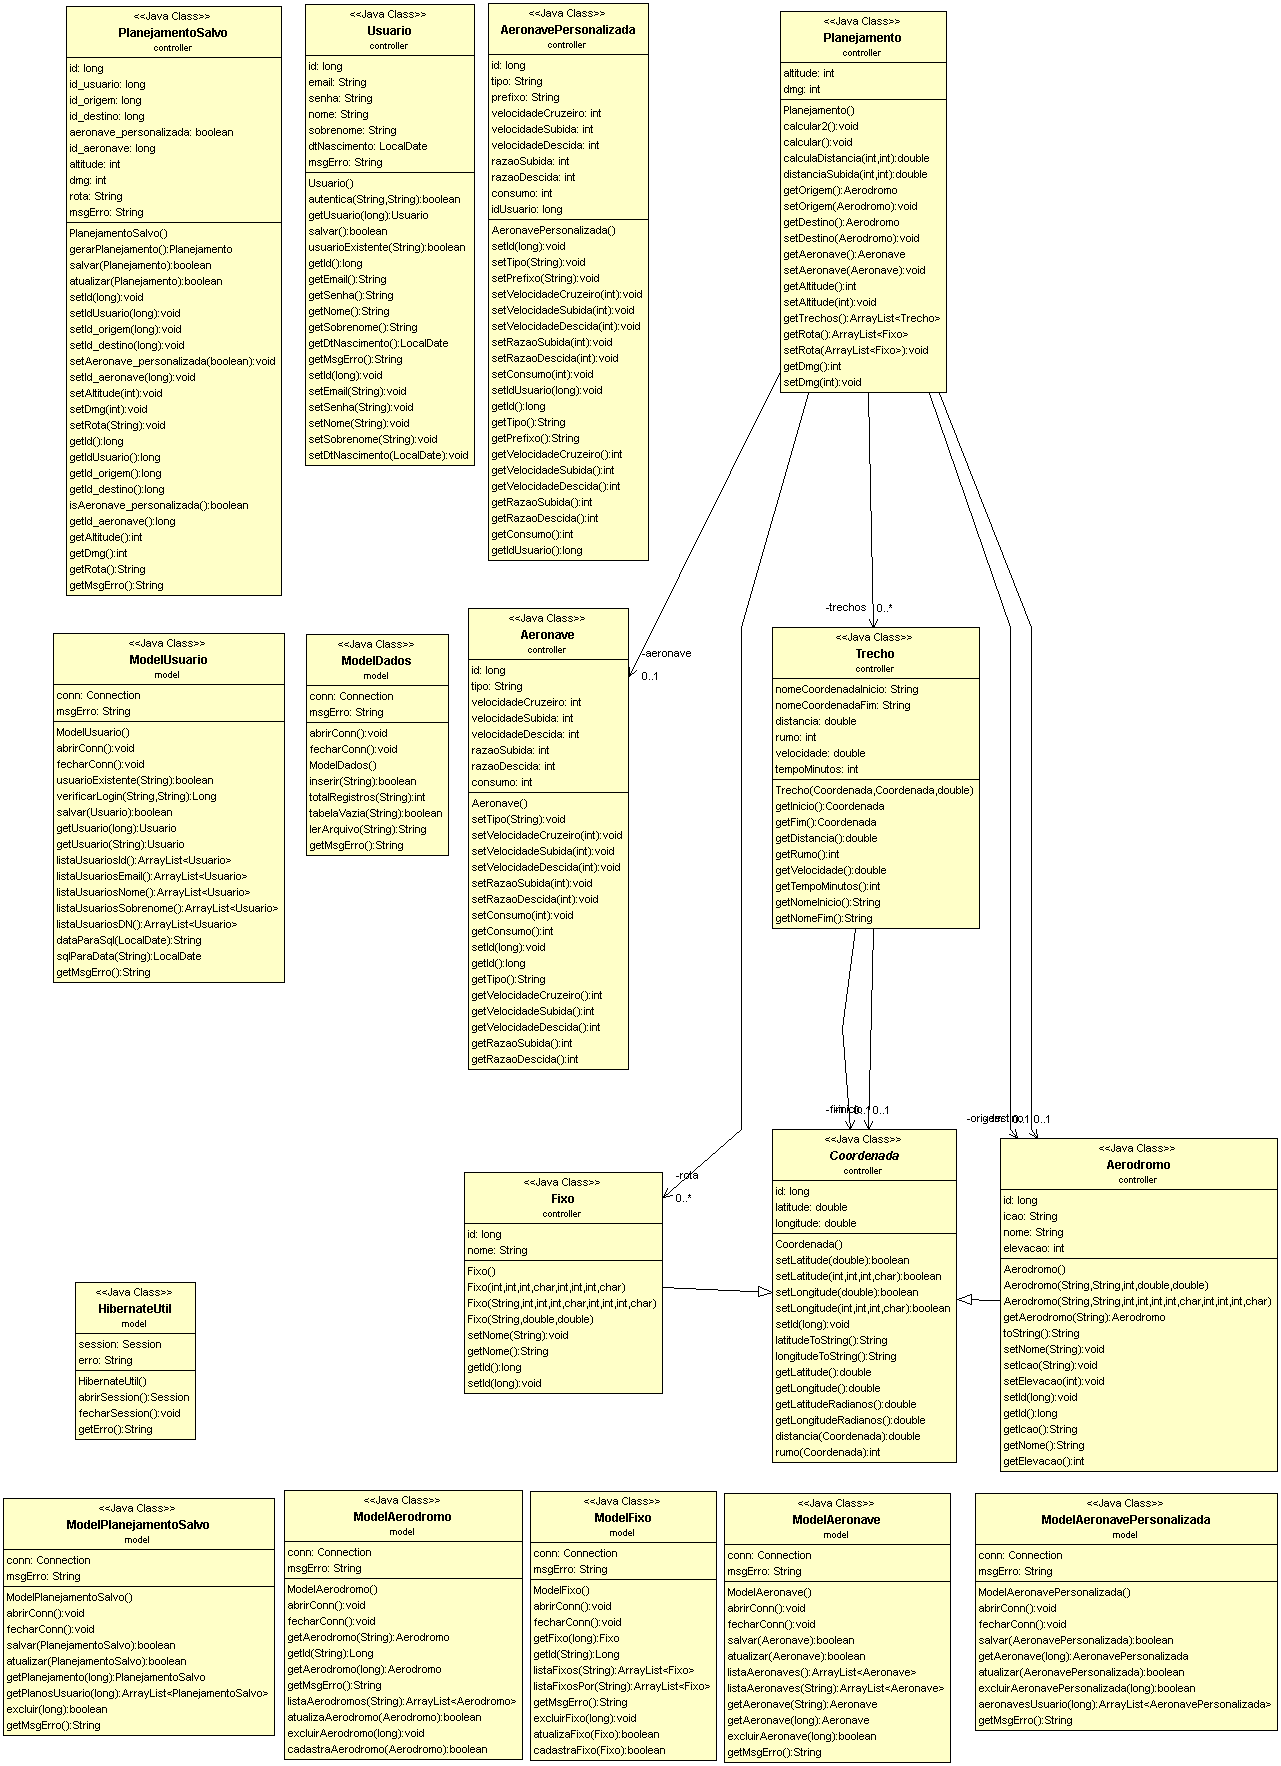 <<Java Class>>
PlanejamentoSalvo
controller
id: long
id_usuario: long
id_origem: long
id_destino: long
aeronave_personalizada: boolean
id_aeronave: long
altitude: int
dmg: int
rota: String
msgErro: String
PlanejamentoSalvo()
gerarPlanejamento():Planejamento
salvar(Planejamento):boolean
atualizar(Planejamento):boolean
setId(long):void
setIdUsuario(long):void
setId_origem(long):void
setId_destino(long):void
setAeronave_personalizada(boolean):void
setId_aeronave(long):void
setAltitude(int):void
setDmg(int):void
setRota(String):void
getId():long
getIdUsuario():long
getId_origem():long
getId_destino():long
isAeronave_personalizada():boolean
getId_aeronave():long
getAltitude():int
getDmg():int
getRota():String
getMsgErro():String
<<Java Class>>
Usuario
controller
id: long
email: String
senha: String
nome: String
sobrenome: String
dtNascimento: LocalDate
msgErro: String
Usuario()
autentica(String,String):boolean
getUsuario(long):Usuario
salvar():boolean
usuarioExistente(String):boolean
getId():long
getEmail():String
getSenha():String
getNome():String
getSobrenome():String
getDtNascimento():LocalDate
getMsgErro():String
setId(long):void
setEmail(String):void
setSenha(String):void
setNome(String):void
setSobrenome(String):void
setDtNascimento(LocalDate):void
<<Java Class>>
AeronavePersonalizada
controller
id: long
tipo: String
prefixo: String
velocidadeCruzeiro: int
velocidadeSubida: int
velocidadeDescida: int
razaoSubida: int
razaoDescida: int
consumo: int
idUsuario: long
AeronavePersonalizada()
setId(long):void
setTipo(String):void
setPrefixo(String):void
setVelocidadeCruzeiro(int):void
setVelocidadeSubida(int):void
setVelocidadeDescida(int):void
setRazaoSubida(int):void
setRazaoDescida(int):void
setConsumo(int):void
setIdUsuario(long):void
getId():long
getTipo():String
getPrefixo():String
getVelocidadeCruzeiro():int
getVelocidadeSubida():int
getVelocidadeDescida():int
getRazaoSubida():int
getRazaoDescida():int
getConsumo():int
getIdUsuario():long
<<Java Class>>
Planejamento
controller
altitude: int
dmg: int
Planejamento()
calcular2():void
calcular():void
calculaDistancia(int,int):double
distanciaSubida(int,int):double
getOrigem():Aerodromo
setOrigem(Aerodromo):void
getDestino():Aerodromo
setDestino(Aerodromo):void
getAeronave():Aeronave
setAeronave(Aeronave):void
getAltitude():int
setAltitude(int):void
getTrechos():ArrayList<Trecho>
getRota():ArrayList<Fixo>
setRota(ArrayList<Fixo>):void
getDmg():int
setDmg(int):void
-aeronave
0..1
-trechos
0..*
<<Java Class>>
ModelUsuario
model
conn: Connection
msgErro: String
ModelUsuario()
abrirConn():void
fecharConn():void
usuarioExistente(String):boolean
verificarLogin(String,String):Long
salvar(Usuario):boolean
getUsuario(long):Usuario
getUsuario(String):Usuario
listaUsuariosId():ArrayList<Usuario>
listaUsuariosEmail():ArrayList<Usuario>
listaUsuariosNome():ArrayList<Usuario>
listaUsuariosSobrenome():ArrayList<Usuario>
listaUsuariosDN():ArrayList<Usuario>
dataParaSql(LocalDate):String
sqlParaData(String):LocalDate
getMsgErro():String
<<Java Class>>
ModelDados
model
conn: Connection
msgErro: String
abrirConn():void
fecharConn():void
ModelDados()
inserir(String):boolean
totalRegistros(String):int
tabelaVazia(String):boolean
lerArquivo(String):String
getMsgErro():String
<<Java Class>>
Aeronave
controller
id: long
tipo: String
velocidadeCruzeiro: int
velocidadeSubida: int
velocidadeDescida: int
razaoSubida: int
razaoDescida: int
consumo: int
Aeronave()
setTipo(String):void
setVelocidadeCruzeiro(int):void
setVelocidadeSubida(int):void
setVelocidadeDescida(int):void
setRazaoSubida(int):void
setRazaoDescida(int):void
setConsumo(int):void
getConsumo():int
setId(long):void
getId():long
getTipo():String
getVelocidadeCruzeiro():int
getVelocidadeSubida():int
getVelocidadeDescida():int
getRazaoSubida():int
getRazaoDescida():int
<<Java Class>>
Trecho
controller
nomeCoordenadaInicio: String
nomeCoordenadaFim: String
distancia: double
rumo: int
velocidade: double
tempoMinutos: int
Trecho(Coordenada,Coordenada,double)
getInicio():Coordenada
getFim():Coordenada
getDistancia():double
getRumo():int
getVelocidade():double
getTempoMinutos():int
getNomeInicio():String
getNomeFim():String
0..1
-origem
0..1
-rota
0..*
<<Java Class>>
Fixo
controller
id: long
nome: String
Fixo()
Fixo(int,int,int,char,int,int,int,char)
Fixo(String,int,int,int,char,int,int,int,char)
Fixo(String,double,double)
setNome(String):void
getNome():String
getId():long
setId(long):void
<<Java Class>>
Coordenada
controller
id: long
latitude: double
longitude: double
Coordenada()
setLatitude(double):boolean
setLatitude(int,int,int,char):boolean
setLongitude(double):boolean
setLongitude(int,int,int,char):boolean
setId(long):void
latitudeToString():String
longitudeToString():String
getLatitude():double
getLongitude():double
getLatitudeRadianos():double
getLongitudeRadianos():double
distancia(Coordenada):double
rumo(Coordenada):int
<<Java Class>>
Aerodromo
controller
id: long
icao: String
nome: String
elevacao: int
Aerodromo()
Aerodromo(String,String,int,double,double)
Aerodromo(String,String,int,int,int,int,char,int,int,int,char)
getAerodromo(String):Aerodromo
toString():String
setNome(String):void
setIcao(String):void
setElevacao(int):void
setId(long):void
getId():long
getIcao():String
getNome():String
getElevacao():int
<<Java Class>>
HibernateUtil
model
session: Session
erro: String
HibernateUtil()
abrirSession():Session
fecharSession():void
getErro():String
<<Java Class>>
ModelPlanejamentoSalvo
model
conn: Connection
msgErro: String
ModelPlanejamentoSalvo()
abrirConn():void
fecharConn():void
salvar(PlanejamentoSalvo):boolean
atualizar(PlanejamentoSalvo):boolean
getPlanejamento(long):PlanejamentoSalvo
getPlanosUsuario(long):ArrayList<PlanejamentoSalvo>
excluir(long):boolean
getMsgErro():String
<<Java Class>>
ModelAerodromo
model
conn: Connection
msgErro: String
ModelAerodromo()
abrirConn():void
fecharConn():void
getAerodromo(String):Aerodromo
getId(String):Long
getAerodromo(long):Aerodromo
getMsgErro():String
listaAerodromos(String):ArrayList<Aerodromo>
atualizaAerodromo(Aerodromo):boolean
excluirAerodromo(long):void
cadastraAerodromo(Aerodromo):boolean
<<Java Class>>
ModelFixo
model
conn: Connection
msgErro: String
ModelFixo()
abrirConn():void
fecharConn():void
getFixo(long):Fixo
getId(String):Long
listaFixos(String):ArrayList<Fixo>
listaFixosPor(String):ArrayList<Fixo>
getMsgErro():String
excluirFixo(long):void
atualizaFixo(Fixo):boolean
cadastraFixo(Fixo):boolean
<<Java Class>>
ModelAeronave
model
conn: Connection
msgErro: String
ModelAeronave()
abrirConn():void
fecharConn():void
salvar(Aeronave):boolean
atualizar(Aeronave):boolean
listaAeronaves():ArrayList<Aeronave>
listaAeronaves(String):ArrayList<Aeronave>
getAeronave(String):Aeronave
getAeronave(long):Aeronave
excluirAeronave(long):boolean
getMsgErro():String
<<Java Class>>
ModelAeronavePersonalizada
model
conn: Connection
msgErro: String
ModelAeronavePersonalizada()
abrirConn():void
fecharConn():void
salvar(AeronavePersonalizada):boolean
getAeronave(long):AeronavePersonalizada
atualizar(AeronavePersonalizada):boolean
excluirAeronavePersonalizada(long):boolean
aeronavesUsuario(long):ArrayList<AeronavePersonalizada>
getMsgErro():String